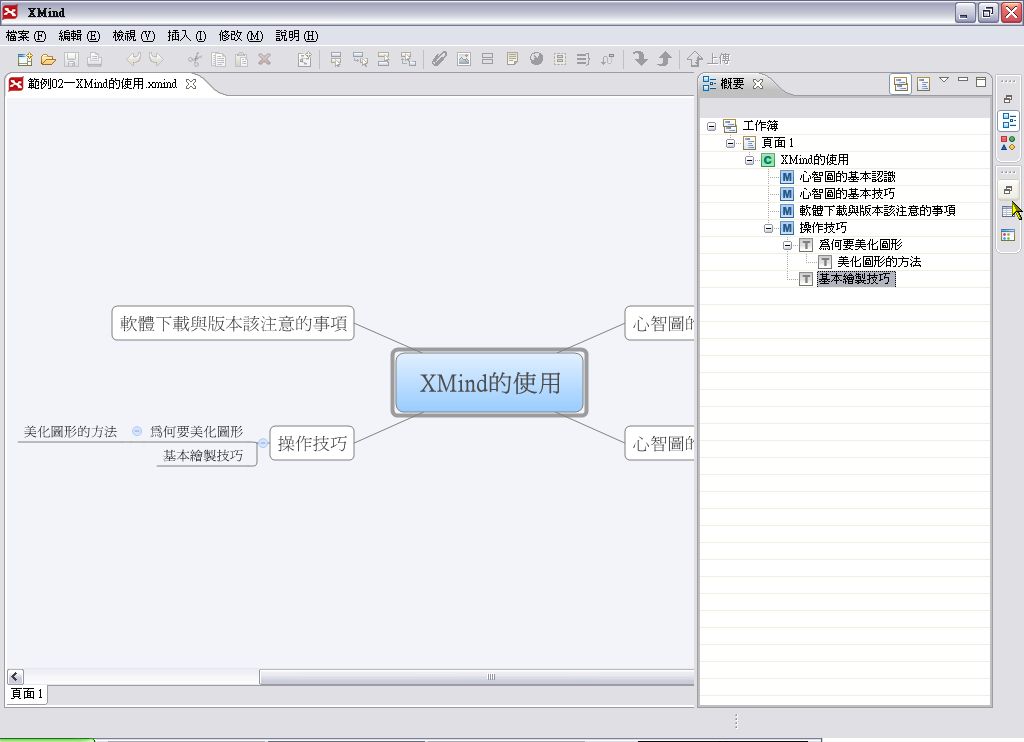 XMind
檔案 (F) 編輯 (E) 檢視 (V) 插入 (I) 修改 (M) 說明 (H)
上傳
範例02—XMind的使用.xmind
概要
工作簿
頁面 1
C XMind的使用
M 心智圖的基本認識
M 心智圖的基本技巧
M 軟體下載與版本該注意的事項
M 操作技巧
T 爲何要美化圖形
T 美化圖形的方法
T 基本繪製技巧
軟體下載與版本該注意的事項
心智圖的
XMind的使用
美化圖形的方法
爲何要美化圖形
操作技巧
基本繪製技巧
心智圖的
頁面 1